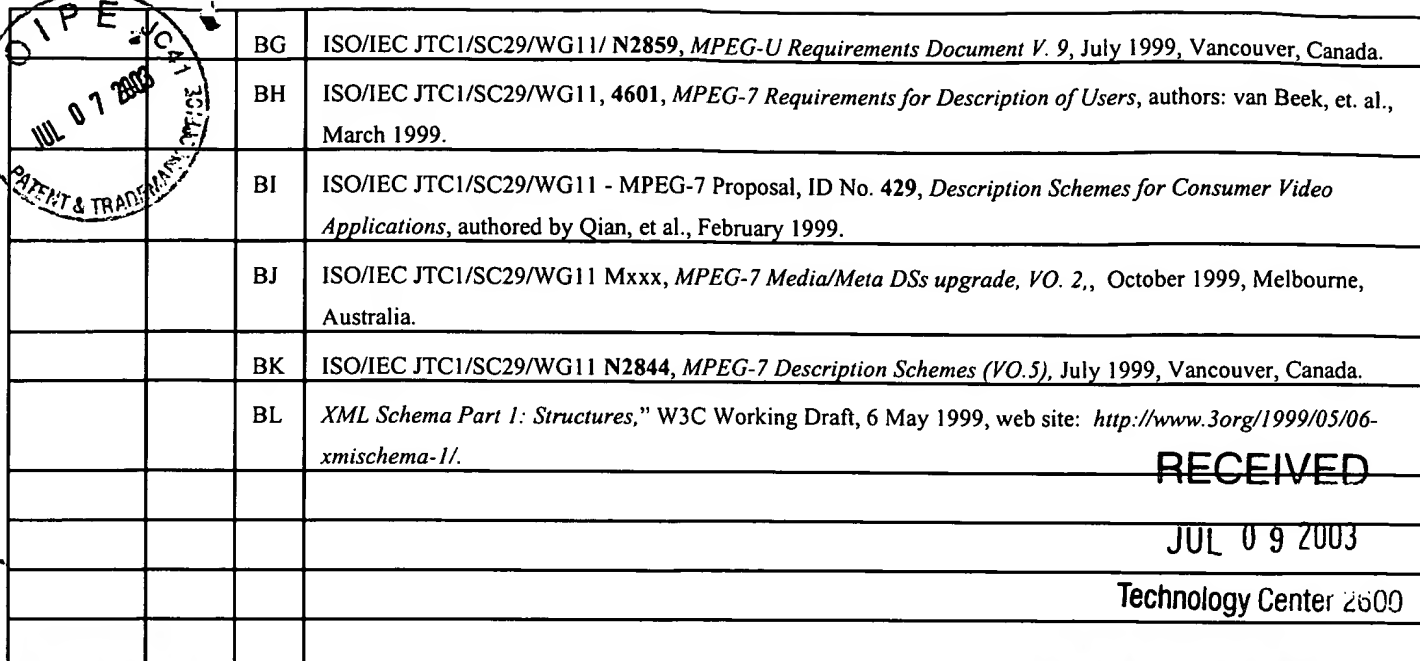 OIPE JC41
JUL 0 7 2003
PATENT & TRADEMARK
BG ISO/IEC JTC1/SC29/WG11/ N2859, MPEG-U Requirements Document V. 9, July 1999, Vancouver, Canada.
BH ISO/IEC JTC1/SC29/WG11, 4601, MPEG-7 Requirements for Description of Users, authors: van Beek, et. al.,
March 1999.
BI ISO/IEC JTC1/SC29/WG11 - MPEG-7 Proposal, ID No. 429, Description Schemes for Consumer Video
Applications, authored by Qian, et al., February 1999.
BJ ISO/IEC JTC1/SC29/WG11 Mxxx, MPEG-7 Media/Meta DSs upgrade, VO. 2,, October 1999, Melbourne,
Australia.
BK ISO/IEC JTC1/SC29/WG11 N2844, MPEG-7 Description Schemes (VO.5), July 1999, Vancouver, Canada.
BL XML Schema Part 1: Structures," W3C Working Draft, 6 May 1999, web site: http://www.3org/1999/05/06-
xmischema-1/.
RECEIVED
JUL 0 9 2003
Technology Center 2600